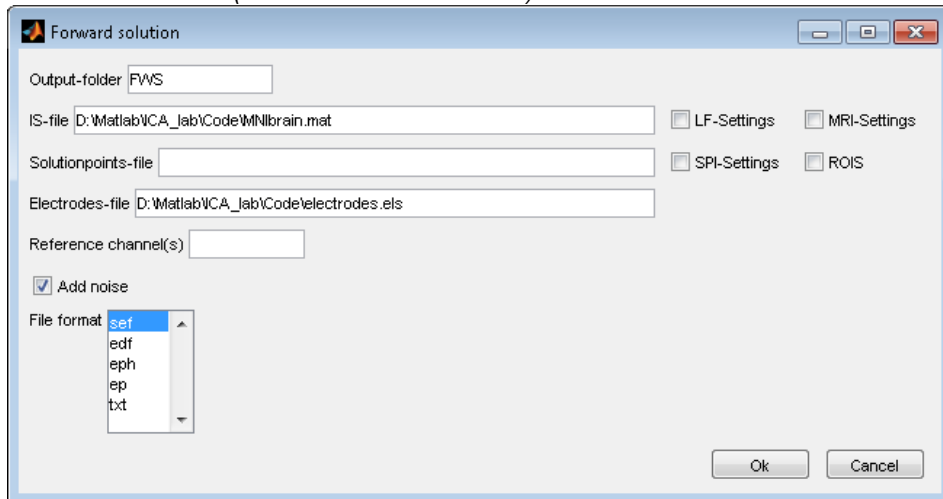 Forward solution
Output-folder FWS
IS-file D:\Matlab\ICA_lab\Code\MNIbrain.mat LF-Settings MRI-Settings
Solutionpoints-file SPI-Settings ROIS
Electrodes-file D:\Matlab\ICA_lab\Code\electrodes.els
Reference channel(s)
Add noise
File format sef
edf
eph
ep
txt
Ok Cancel